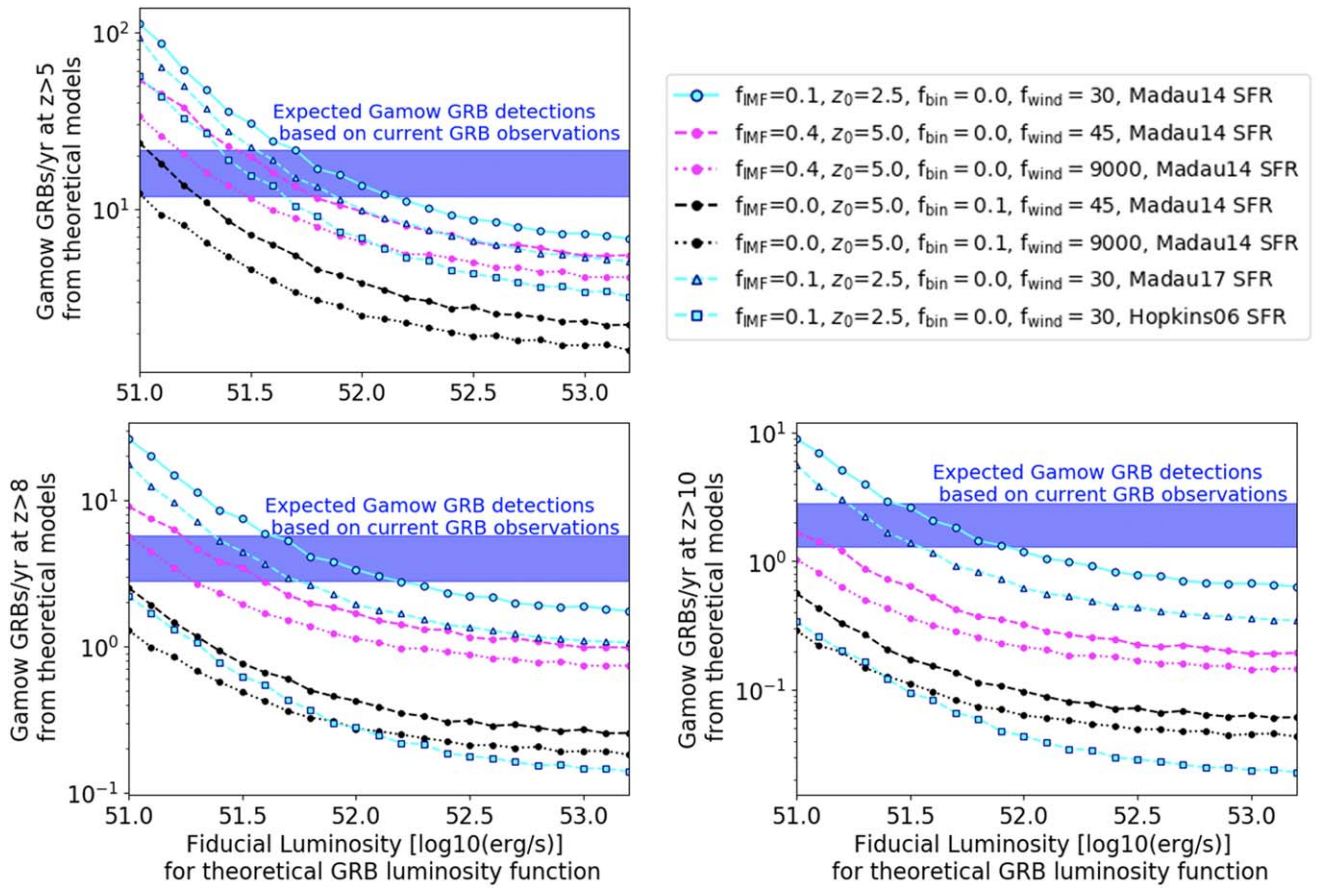 Gamow GRBs/yr at z>5
from theoretical models
10²
10¹
Expected Gamow GRB detections
based on current GRB observations
51.0 51.5 52.0 52.5 53.0
f_IMF=0.1, z₀=2.5, f_bin = 0.0, f_wind = 30, Madau14 SFR
f_IMF=0.4, z₀=5.0, f_bin = 0.0, f_wind = 45, Madau14 SFR
f_IMF=0.4, z₀=5.0, f_bin = 0.0, f_wind = 9000, Madau14 SFR
f_IMF=0.0, z₀=5.0, f_bin = 0.1, f_wind = 45, Madau14 SFR
f_IMF=0.0, z₀=5.0, f_bin = 0.1, f_wind = 9000, Madau14 SFR
f_IMF=0.1, z₀=2.5, f_bin = 0.0, f_wind = 30, Madau17 SFR
f_IMF=0.1, z₀=2.5, f_bin = 0.0, f_wind = 30, Hopkins06 SFR
Gamow GRBs/yr at z>8
from theoretical models
10¹
10⁰
10⁻¹
Expected Gamow GRB detections
based on current GRB observations
51.0 51.5 52.0 52.5 53.0
Fiducial Luminosity [log10(erg/s)]
for theoretical GRB luminosity function
Gamow GRBs/yr at z>10
from theoretical models
10¹
10⁰
10⁻¹
Expected Gamow GRB detections
based on current GRB observations
51.0 51.5 52.0 52.5 53.0
Fiducial Luminosity [log10(erg/s)]
for theoretical GRB luminosity function